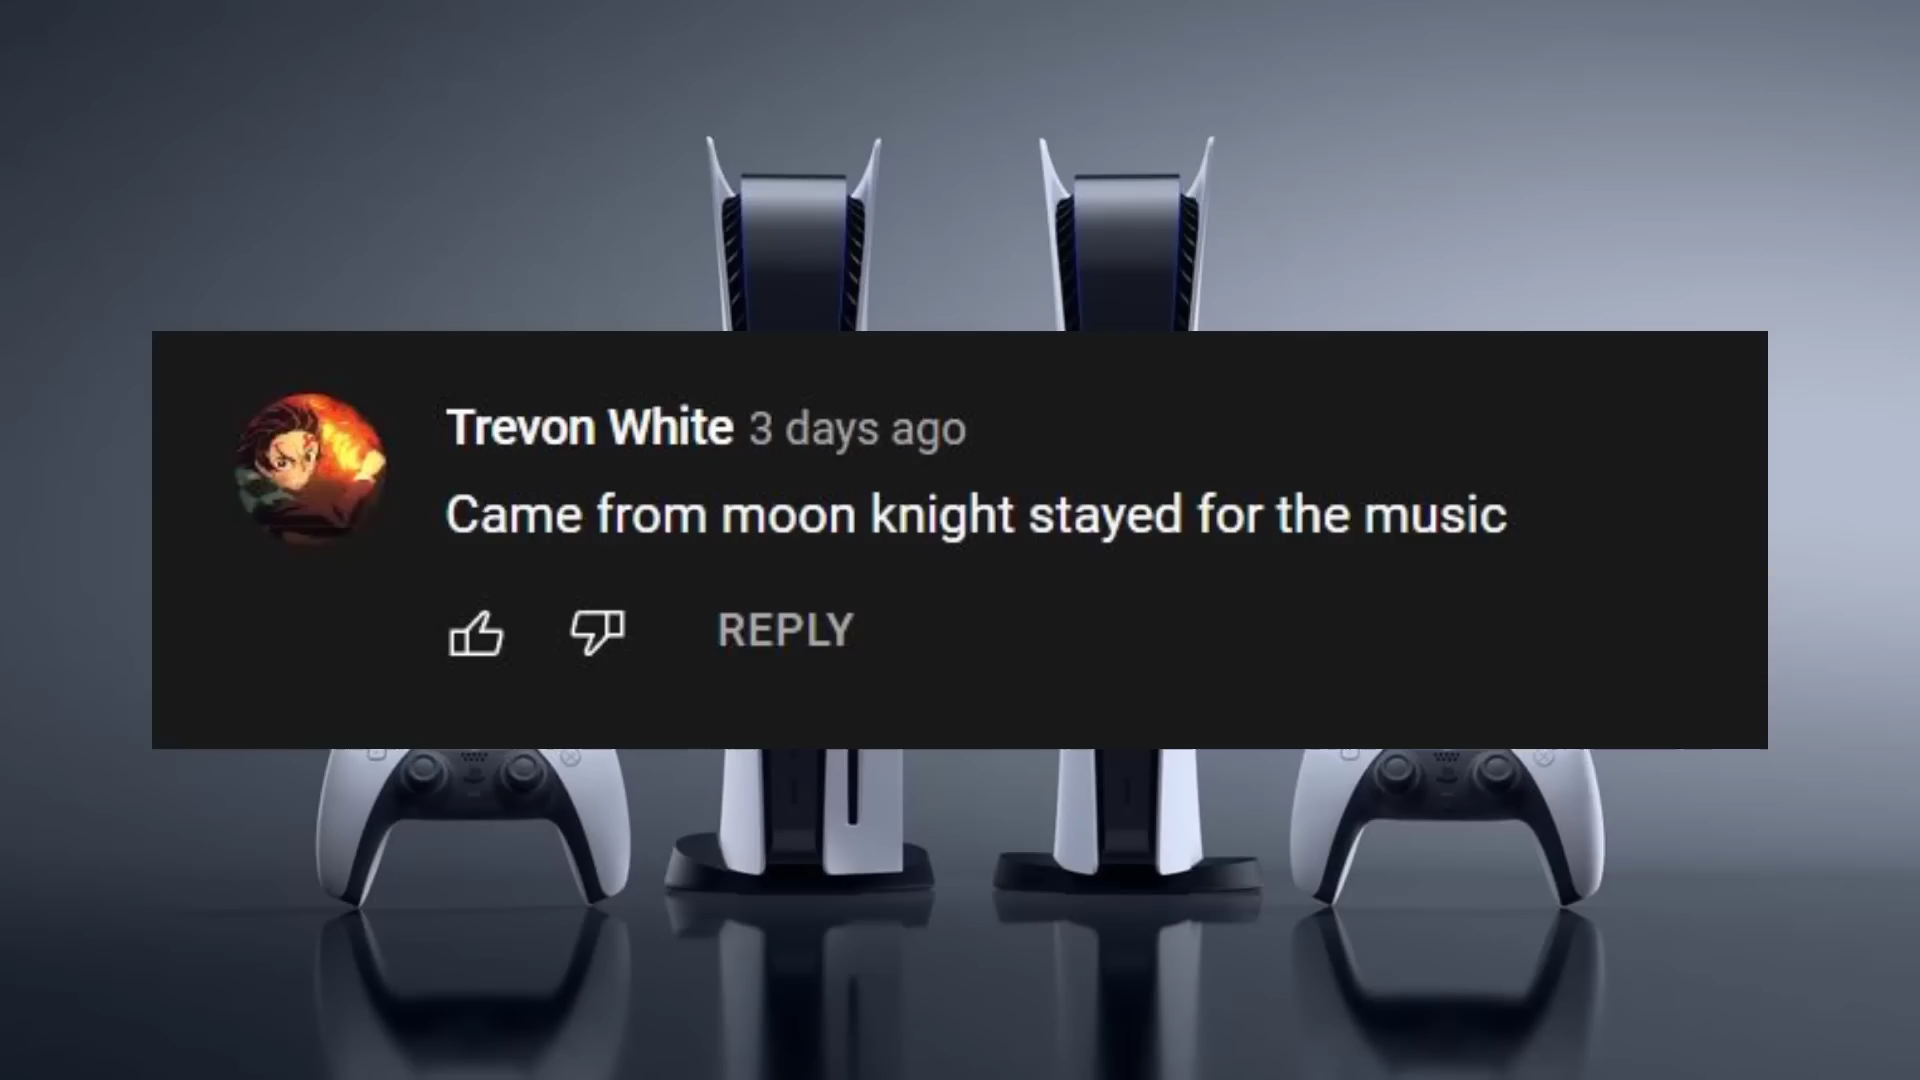 Trevon White 3 days ago
Came from moon knight stayed for the music
REPLY